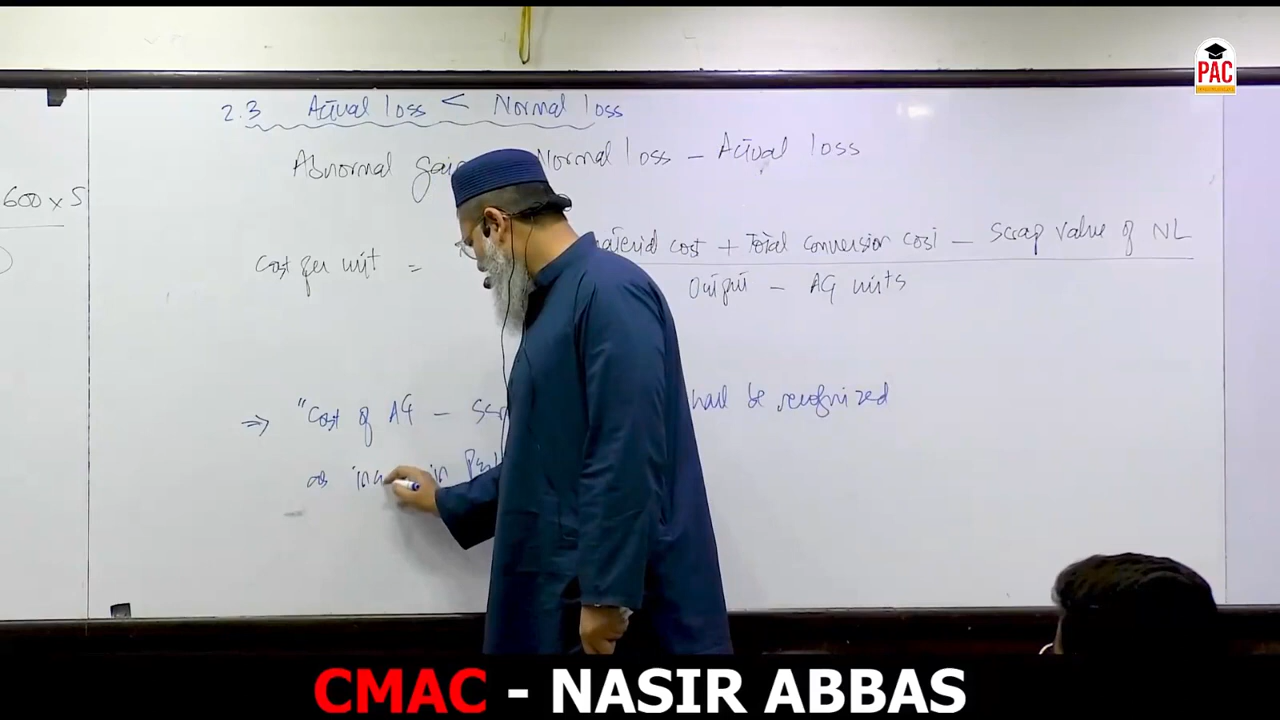 PAC
2.3 Actual loss < Normal loss
Abnormal gain Normal loss - Actual loss
600 x 5
Cost per unit = material cost + Total conversion cost - Scrap value of NL
Output - AG units
⇒ "Cost of AG - shall be recognized
as in
CMAC - NASIR ABBAS